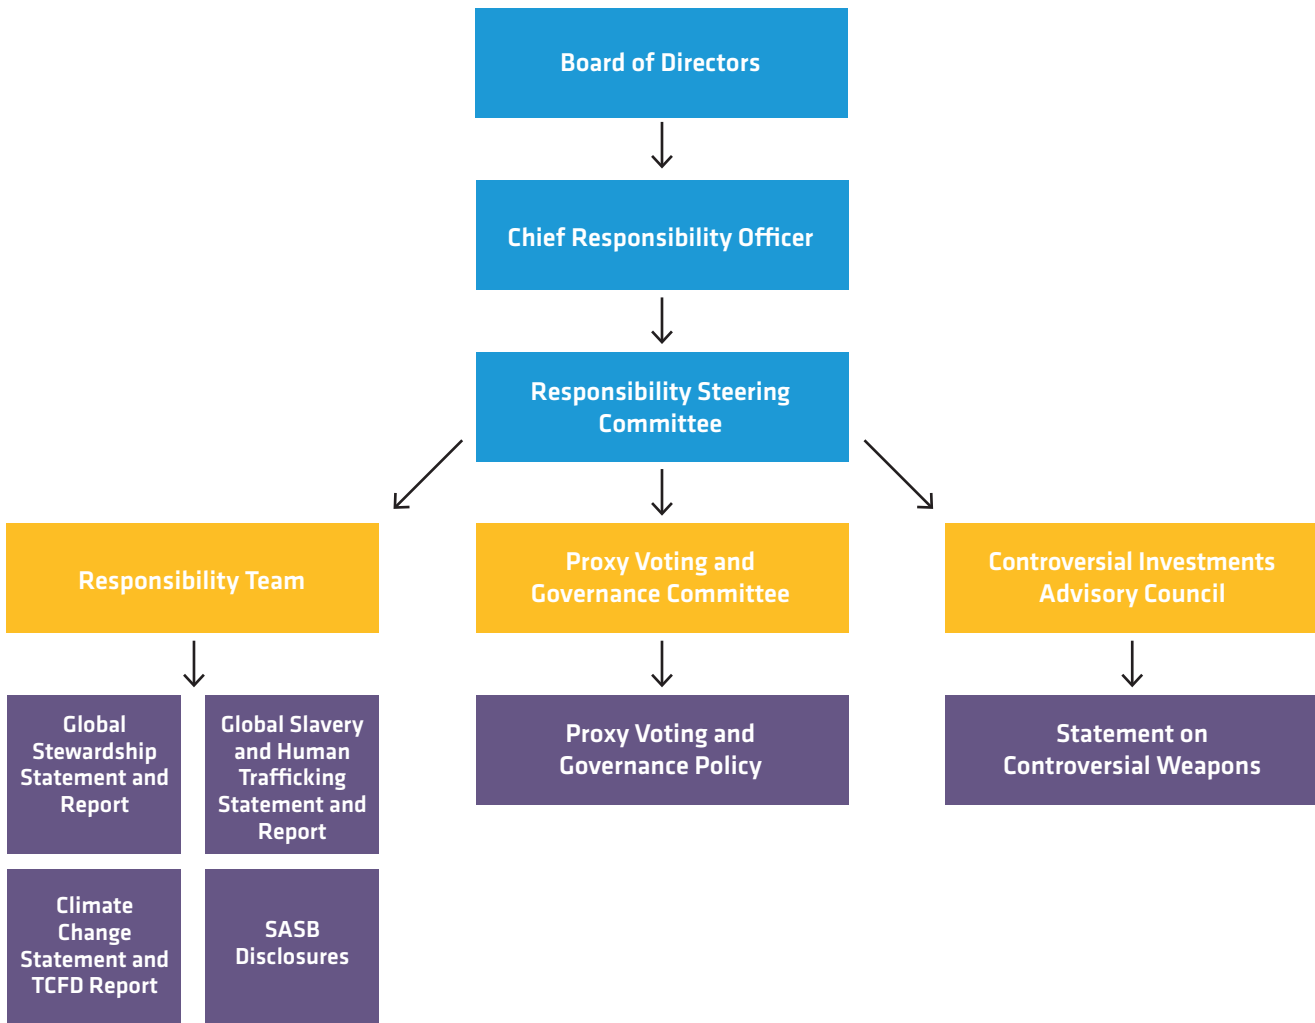 Board of Directors
Chief Responsibility Officer
Responsibility Steering
Committee
Responsibility Team
Proxy Voting and
Governance Committee
Controversial Investments
Advisory Council
Global
Stewardship
Statement and
Report
Global Slavery
and Human
Trafficking
Statement and
Report
Proxy Voting and
Governance Policy
Statement on
Controversial Weapons
Climate
Change
Statement and
TCFD Report
SASB
Disclosures